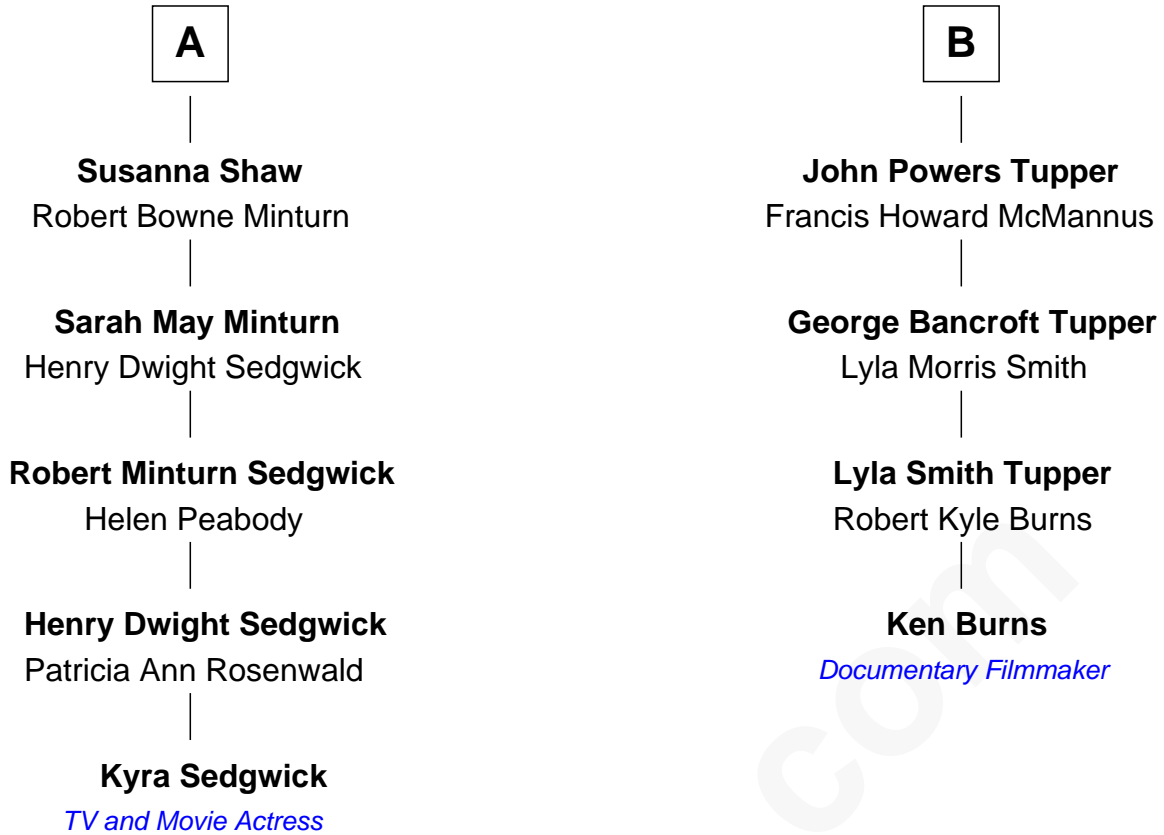 A
Susanna Shaw
Robert Bowne Minturn
Sarah May Minturn
Henry Dwight Sedgwick
Robert Minturn Sedgwick
Helen Peabody
Henry Dwight Sedgwick
Patricia Ann Rosenwald
Kyra Sedgwick
TV and Movie Actress
B
John Powers Tupper
Francis Howard McMannus
George Bancroft Tupper
Lyla Morris Smith
Lyla Smith Tupper
Robert Kyle Burns
Ken Burns
Documentary Filmmaker
com